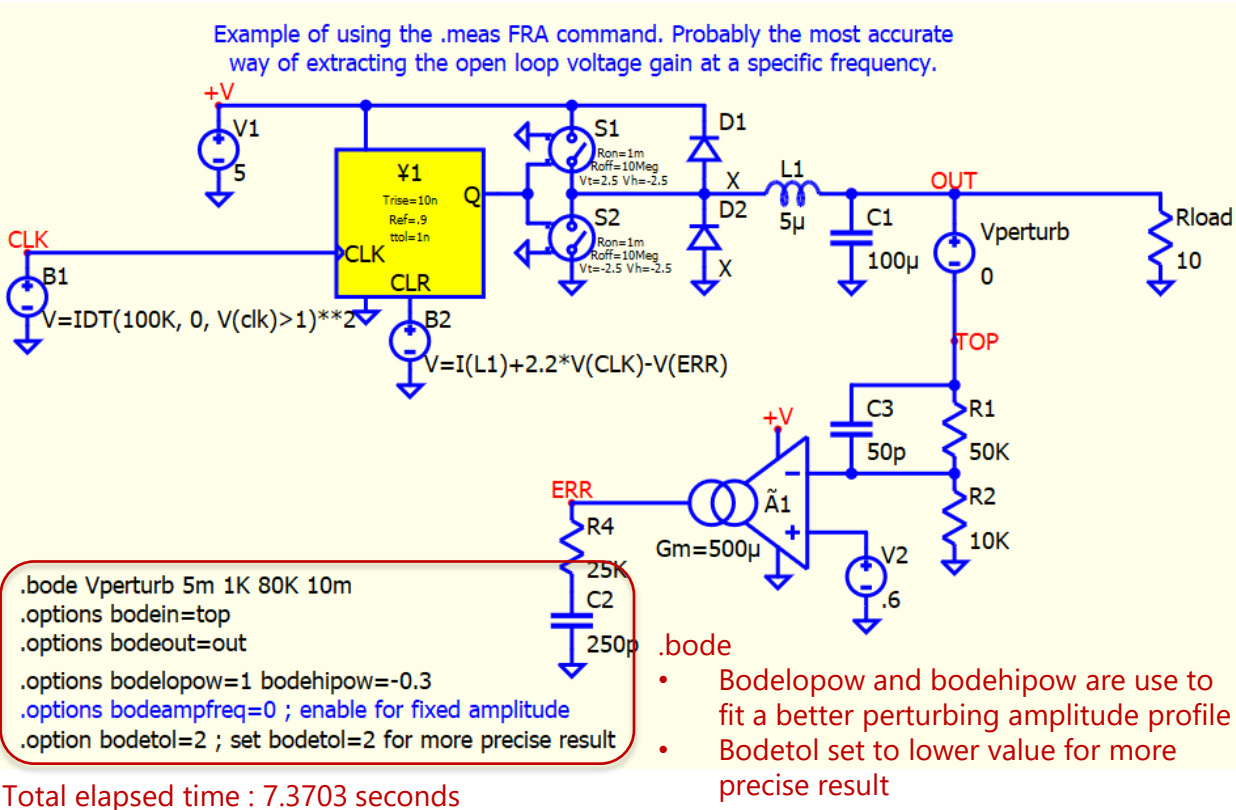 Example of using the .meas FRA command. Probably the most accurate
way of extracting the open loop voltage gain at a specific frequency.
+V
V1
5
¥1
Trise=10n
Ref=.9
ttol=1n
Q
CLK
CLR
CLK
B1
V=IDT(100K, 0, V(clk)>1)**2
B2
V=I(L1)+2.2*V(CLK)-V(ERR)
S1
Ron=1m
Roff=10Meg
Vt=2.5 Vh=-2.5
S2
Ron=1m
Roff=10Meg
Vt=-2.5 Vh=-2.5
D1
X
D2
X
L1
5µ
C1
100µ
OUT
Vperturb
0
Rload
10
TOP
C3
50p
R1
50K
R2
10K
+V
Ã1
Gm=500µ
V2
.6
ERR
R4
25K
C2
250p
.bode Vperturb 5m 1K 80K 10m
.options bodein=top
.options bodeout=out
.options bodelopow=1 bodehipow=-0.3
.options bodeampfreq=0 ; enable for fixed amplitude
.option bodetol=2 ; set bodetol=2 for more precise result
.bode
• Bodelopow and bodehipow are use to
fit a better perturbing amplitude profile
• Bodetol set to lower value for more
precise result
Total elapsed time : 7.3703 seconds